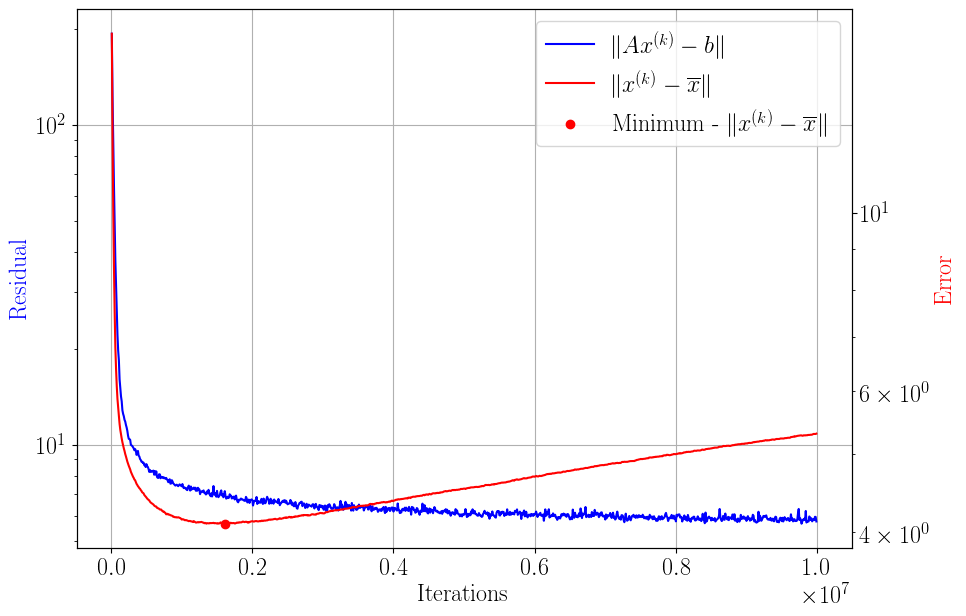 ‖Ax^{(k)} − b‖
‖x^{(k)} − x̅‖
Minimum - ‖x^{(k)} − x̅‖
10^2
10^1
Residual
10^1
6 × 10^0
4 × 10^0
Error
0.0 0.2 0.4 0.6 0.8 1.0
×10^7
Iterations